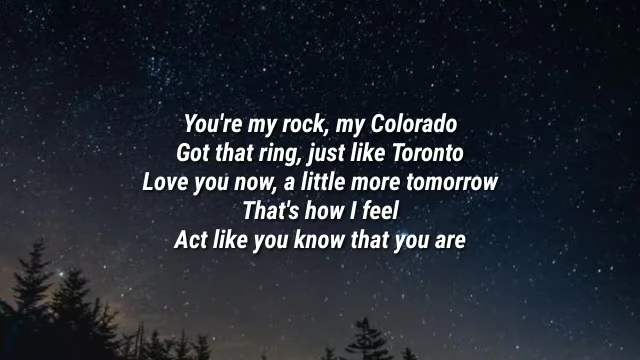 You're my rock, my Colorado
Got that ring, just like Toronto
Love you now, a little more tomorrow
That's how I feel
Act like you know that you are